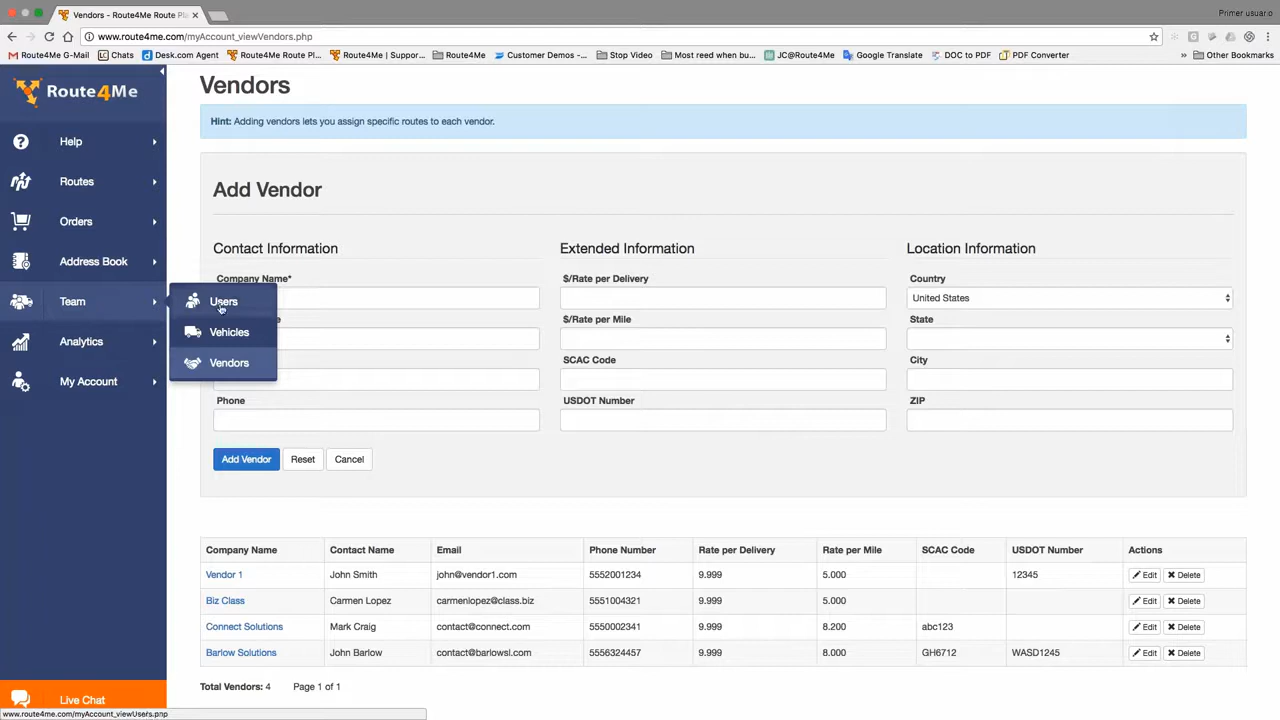 Vendors - Route4Me Route Pl...
Primer usuario
www.route4me.com/myAccount_viewVendors.php
Route4Me G-Mail
Chats
Desk.com Agent
Route4Me Route Pl...
Route4Me | Suppor...
Route4Me
Customer Demos -...
Stop Video
Most reed when bu...
JC@Route4Me
Google Translate
DOC to PDF
PDF Converter
Other Bookmarks
Route4Me
Help
Routes
Orders
Address Book
Team
Analytics
My Account
Live Chat
Users
Vehicles
Vendors
Vendors
Hint: Adding vendors lets you assign specific routes to each vendor.
Add Vendor
Contact Information
Company Name*
Phone
Extended Information
$/Rate per Delivery
$/Rate per Mile
SCAC Code
USDOT Number
Location Information
Country
United States
State
City
ZIP
Add Vendor
Reset
Cancel
Company Name Contact Name Email Phone Number Rate per Delivery Rate per Mile SCAC Code USDOT Number Actions
Vendor 1 John Smith john@vendor1.com 5552001234 9.999 5.000 12345 Edit Delete
Biz Class Carmen Lopez carmenlopez@class.biz 5551004321 9.999 5.000 Edit Delete
Connect Solutions Mark Craig contact@connect.com 5550002341 9.999 8.200 abc123 Edit Delete
Barlow Solutions John Barlow contact@barlowsl.com 5556324457 9.999 8.000 GH6712 WASD1245 Edit Delete
Total Vendors: 4 Page 1 of 1
www.route4me.com/myAccount_viewUsers.php